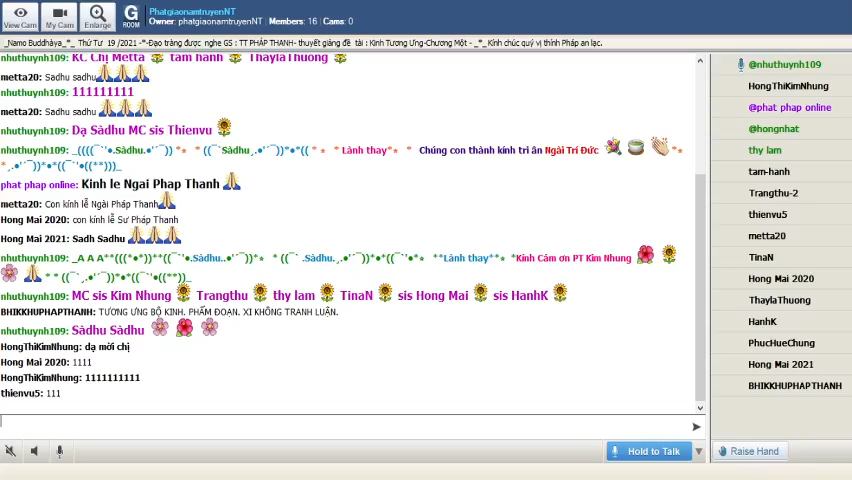 View Cam
My Cam
Enlarge
G ROOM
PhatgiaonamtruyenNT
Owner: phatgiaonamtruyenNT | Members: 16 | Cams: 0
_Namo Buddhàya_*_ Thứ Tư 19 /2021 -*-Đạo tràng được nghe GS : TT PHÁP THANH- thuyết giảng đề tài : Kinh Tương Ưng-Chương Một - _*_ Kính chúc quý vị thính Pháp an lạc.
nhuthuynh109: KC Chị Metta tam hanh ThaylaThuong
metta20: Sadhu sadhu
nhuthuynh109: 111111111
metta20: Sadhu sadhu
nhuthuynh109: Dạ Sàdhu MC sis Thienvu
nhuthuynh109: _((((¯`'•.Sàdhu.•'´¯)) *⋆ * ((¯`Sàdhu,.•'´¯))*•*(( * ⋆ * Lành thay*⋆ * Chúng con thành kính tri ân Ngài Trí Đức *⋆
*,.•'´¯))*•*((¯`'•((**)))_
phat phap online: Kinh le Ngai Phap Thanh
metta20: Con kính lễ Ngài Pháp Thanh
Hong Mai 2020: con kính lễ Sư Pháp Thanh
Hong Mai 2021: Sadh Sadhu
nhuthuynh109: _A A A**(((*•*))**((¯`'•.Sàdhu..•'´¯))*⋆ * ((¯` .Sàdhu.,.•'´¯))*•*((¯`'•*⋆ **Lành thay**⋆ *Kính Cám ơn PT Kim Nhung
* * ((¯`,.•'´¯))*•*((¯`'•((**)))_
nhuthuynh109: MC sis Kim Nhung Trangthu thy lam TinaN sis Hong Mai sis HanhK
BHIKKHUPHAPTHANH: TƯƠNG ƯNG BỘ KINH. PHẨM ĐOẠN. XI KHÔNG TRANH LUẬN.
nhuthuynh109: Sàdhu Sàdhu
HongThiKimNhung: dạ mời chị
Hong Mai 2020: 1111
HongThiKimNhung: 1111111111
thienvu5: 111
Hold to Talk
@nhuthuynh109
HongThiKimNhung
@phat phap online
@hongnhat
thy lam
tam-hanh
Trangthu-2
thienvu5
metta20
TinaN
Hong Mai 2020
ThaylaThuong
HanhK
PhucHueChung
Hong Mai 2021
BHIKKHUPHAPTHANH
Raise Hand